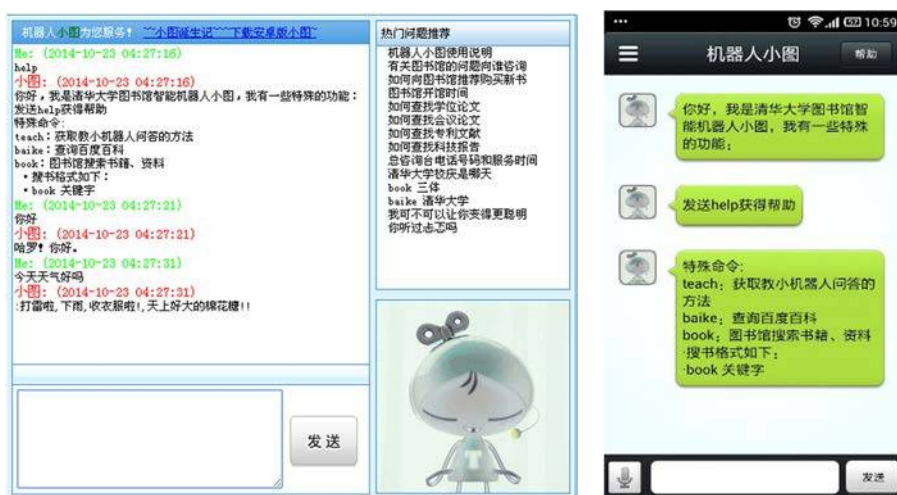 机器人小图为您服务! ~~小图诞生记~~~下载安卓版小图~
Me: (2014-10-23 04:27:16)
help
小图: (2014-10-23 04:27:16)
你好,我是清华大学图书馆智能机器人小图,我有一些特殊的功能:
发送help获得帮助
特殊命令:
teach:获取教小机器人问答的方法
baike:查询百度百科
book:图书馆搜索书籍、资料
·搜书格式如下:
·book 关键字
Me: (2014-10-23 04:27:21)
你好
小图: (2014-10-23 04:27:21)
哈罗! 你好。
Me: (2014-10-23 04:27:31)
今天天气好吗
小图: (2014-10-23 04:27:31)
:打雷啦,下雨,收衣服啦!,天上好大的棉花糖!!
发 送
热门问题推荐
机器人小图使用说明
有关图书馆的问题向谁咨询
如何向图书馆推荐购买新书
图书馆开馆时间
如何查找学位论文
如何查找会议论文
如何查找专利文献
如何查找科技报告
总咨询台电话号码和服务时间
清华大学校庆是哪天
book 三体
baike 清华大学
我可不可以让你变得更聪明
你听过忐忑吗
T
... 10:59
机器人小图
帮助
你好,我是清华大学图书馆智
能机器人小图,我有一些特殊
的功能:
发送help获得帮助
特殊命令:
teach:获取教小机器人问答的
方法
baike:查询百度百科
book:图书馆搜索书籍、资料
·搜书格式如下:
·book 关键字
发送